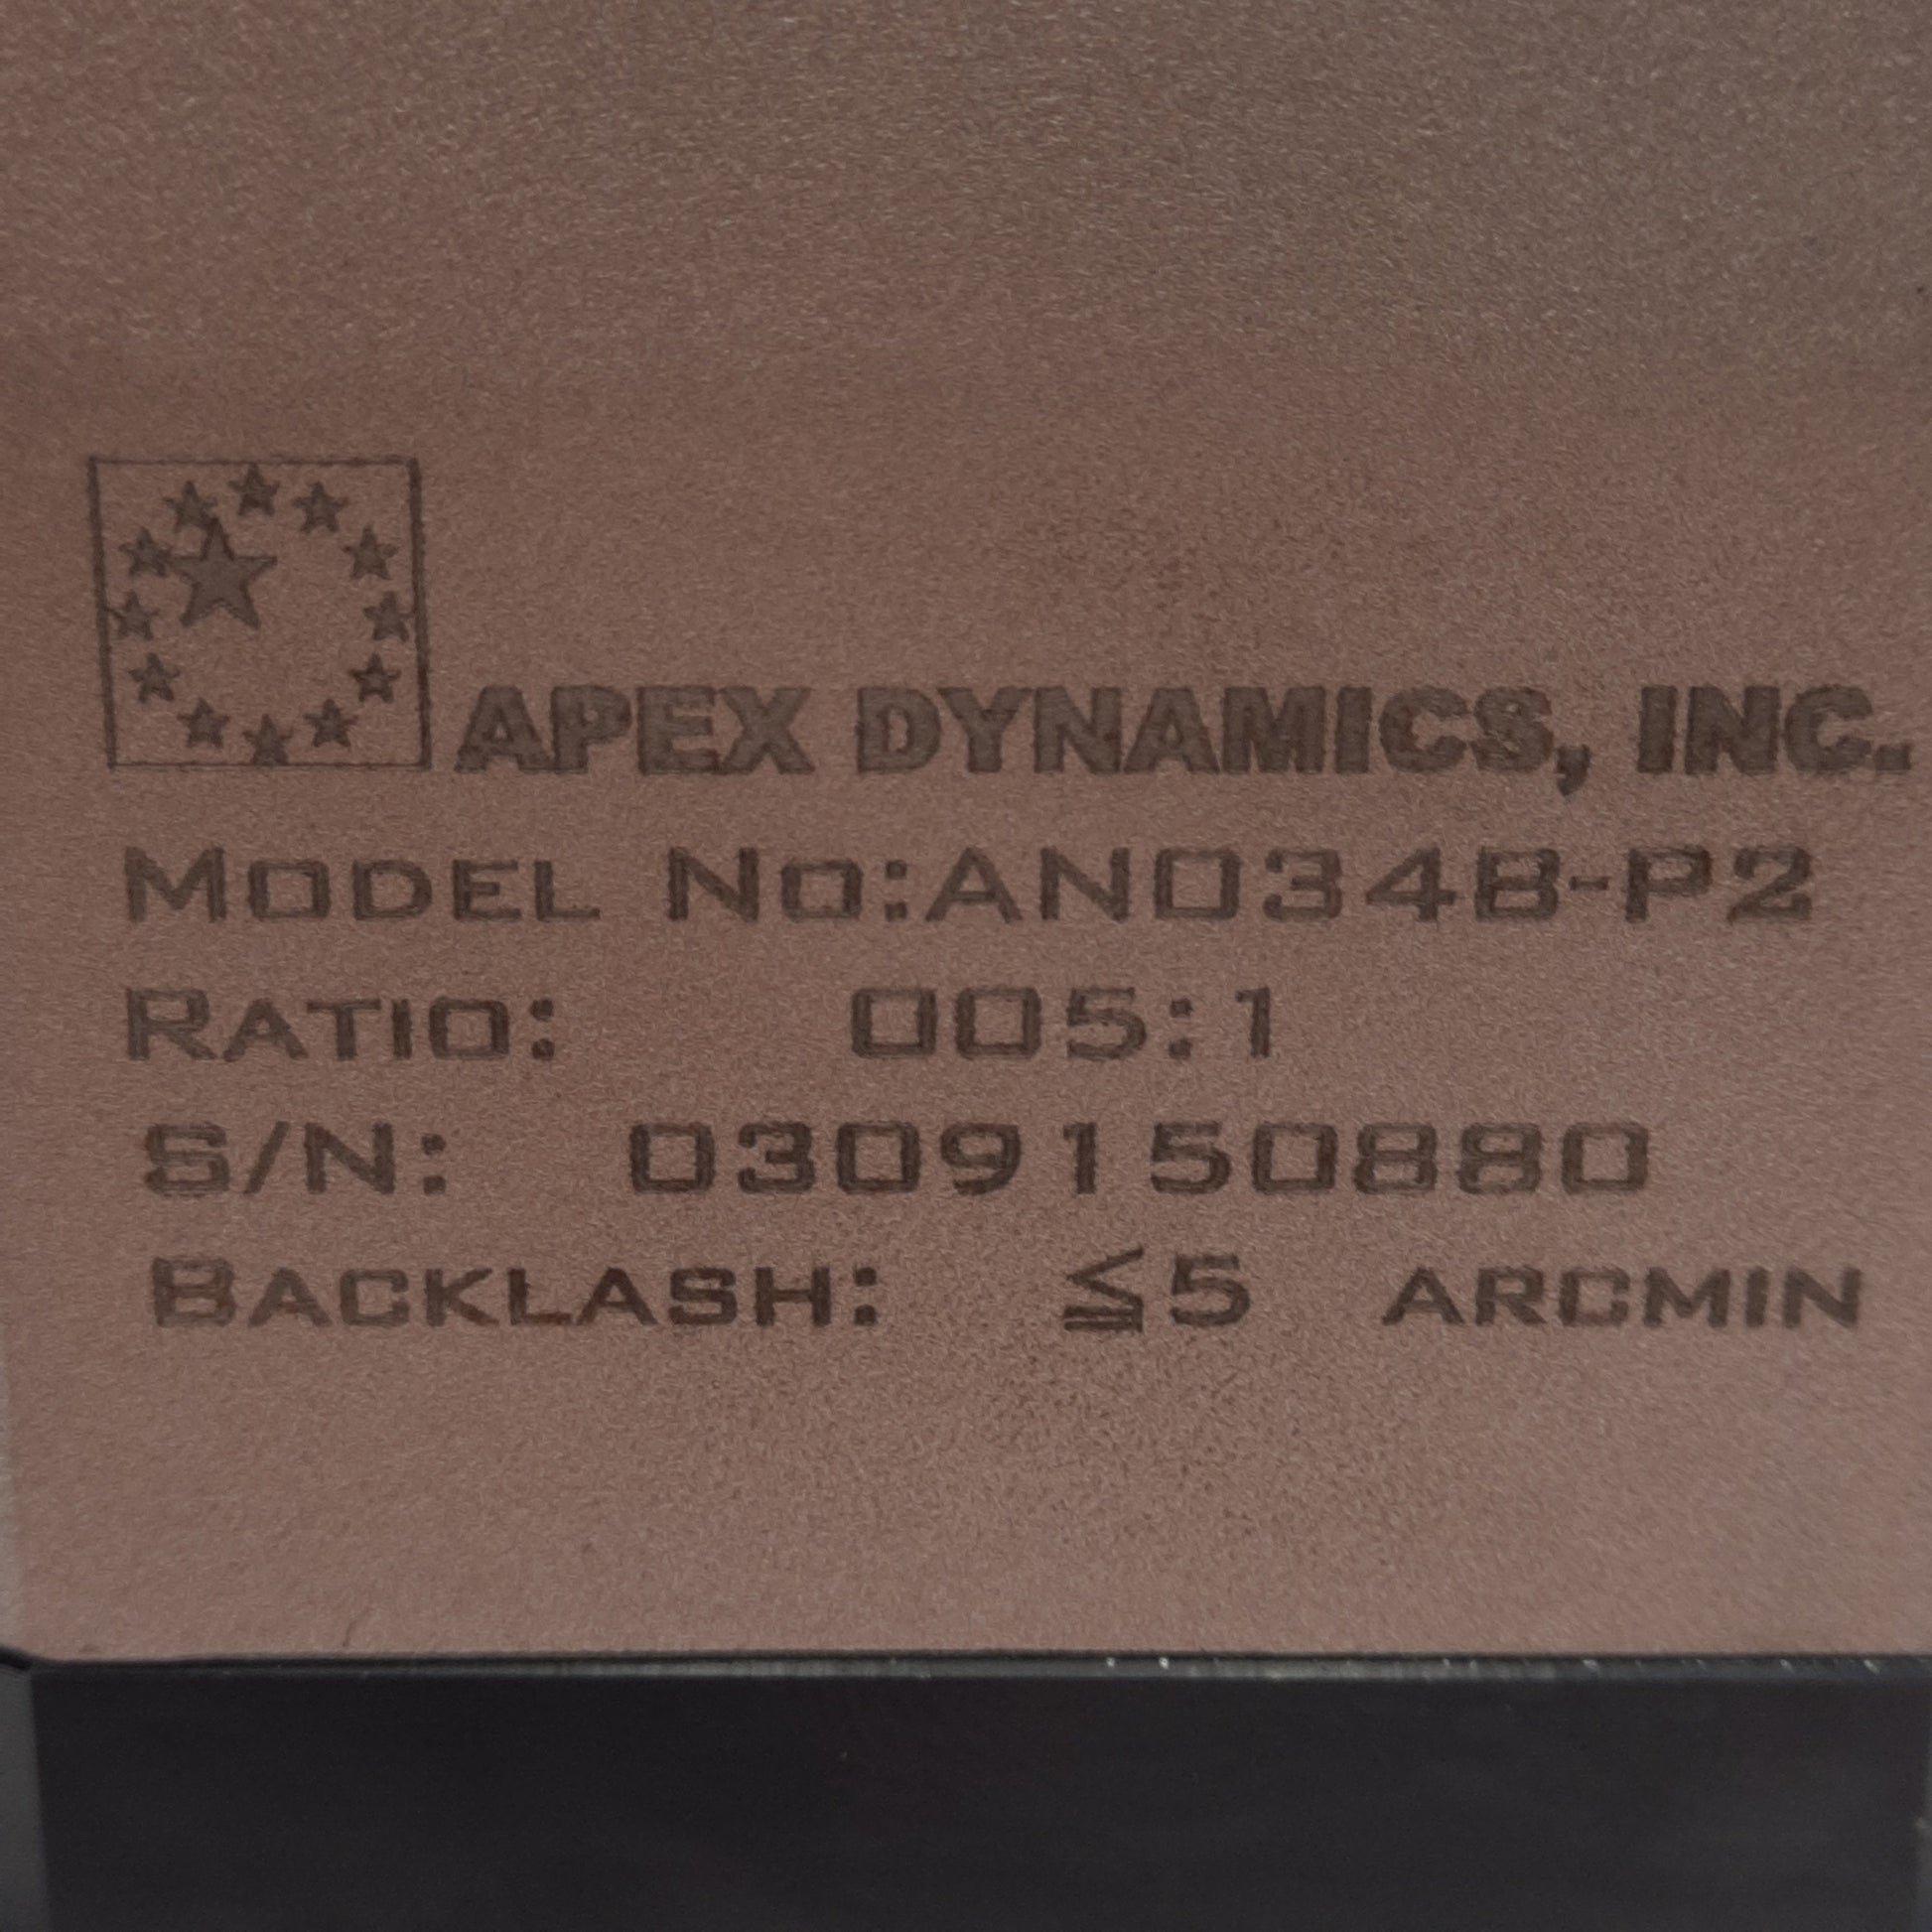 APEX DYNAMICS, INC.
MODEL NO:AN034B-P2
RATIO: 005:1
S/N: 0309150880
BACKLASH: ≦5 ARCMIN